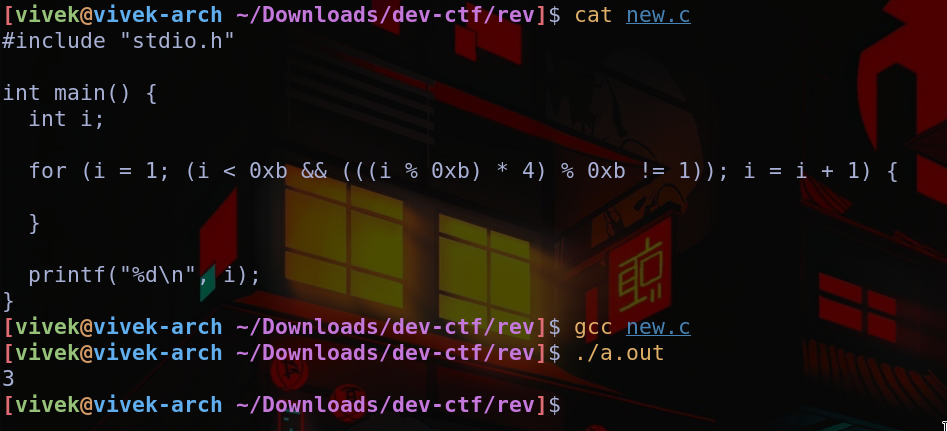 [vivek@vivek-arch ~/Downloads/dev-ctf/rev]$ cat new.c
#include "stdio.h"
int main() {
  int i;
  for (i = 1; (i < 0xb && (((i % 0xb) * 4) % 0xb != 1)); i = i + 1) {
  }
  printf("%d\n", i);
}
[vivek@vivek-arch ~/Downloads/dev-ctf/rev]$ gcc new.c
[vivek@vivek-arch ~/Downloads/dev-ctf/rev]$ ./a.out
3
[vivek@vivek-arch ~/Downloads/dev-ctf/rev]$